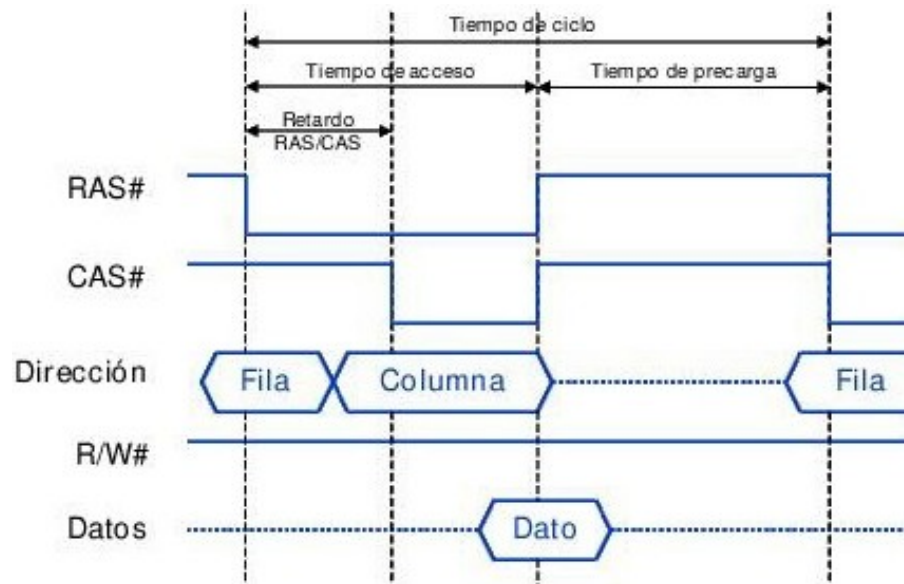 Tiempo de ciclo
Tiempo de acceso
Tiempo de precarga
Retardo
RAS/CAS
RAS#
CAS#
Dirección
Fila
Columna
Fila
R/W#
Datos
Dato